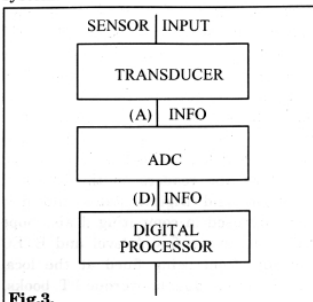 SENSOR INPUT
TRANSDUCER
(A) INFO
ADC
(D) INFO
DIGITAL
PROCESSOR
Fig.3.